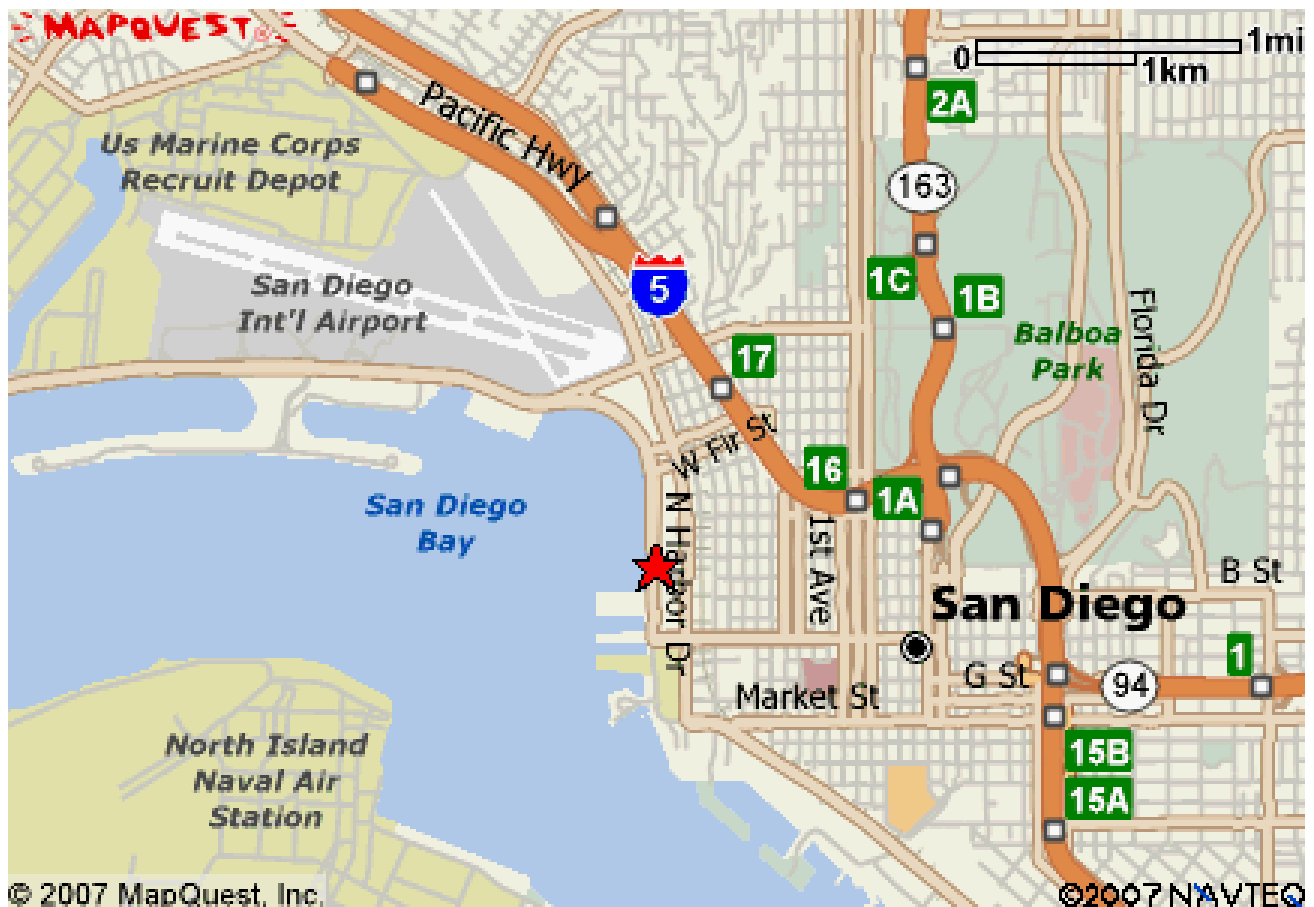 MAPQUEST®
0
1mi
1km
Pacific Hwy
2A
Us Marine Corps
Recruit Depot
163
San Diego
Int'l Airport
5
1C
1B
17
Balboa
Park
Florida Dr
W Fir St
16
1A
San Diego
Bay
N Harbor Dr
1st Ave
B St
San Diego
G St
1
94
Market St
North Island
Naval Air
Station
15B
15A
© 2007 MapQuest, Inc.
©2007 NAVTEQ